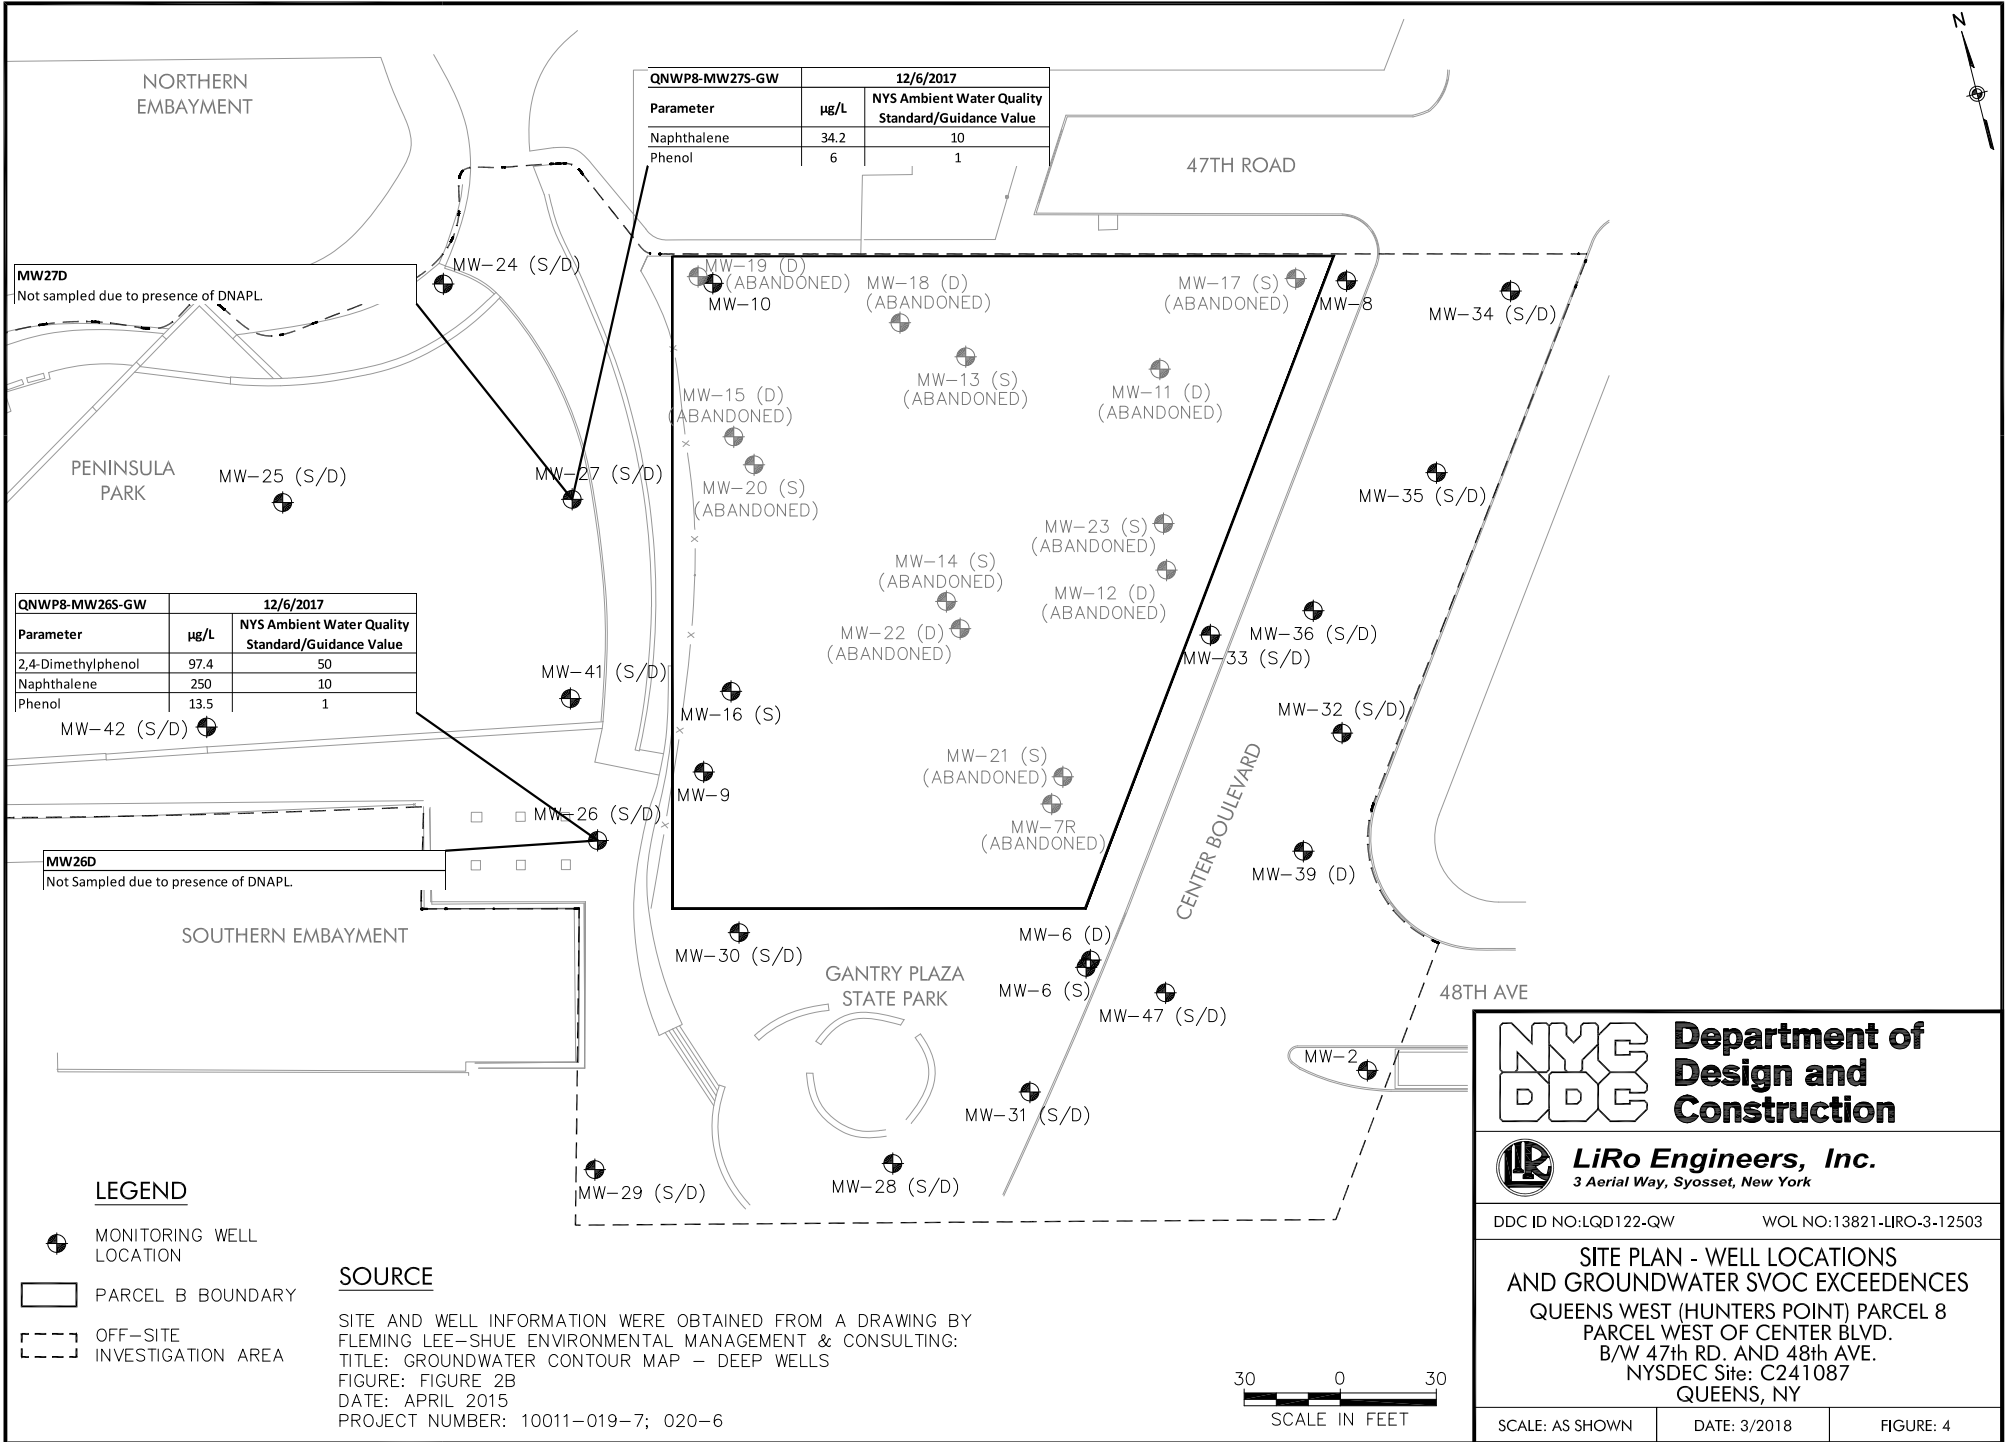 N
NORTHERN
EMBAYMENT
QNWP8-MW27S-GW 12/6/2017
Parameter µg/L NYS Ambient Water Quality
Standard/Guidance Value
Naphthalene 34.2 10
Phenol 6 1
47TH ROAD
MW27D
Not sampled due to presence of DNAPL.
MW-24 (S/D)
MW-19 (D)
(ABANDONED)
MW-10
MW-18 (D)
(ABANDONED)
MW-17 (S)
(ABANDONED)
MW-8
MW-34 (S/D)
MW-13 (S)
(ABANDONED)
MW-11 (D)
(ABANDONED)
MW-15 (D)
(ABANDONED)
PENINSULA
PARK
MW-25 (S/D)
MW-27 (S/D)
MW-20 (S)
(ABANDONED)
MW-35 (S/D)
MW-23 (S)
(ABANDONED)
MW-14 (S)
(ABANDONED)
MW-12 (D)
(ABANDONED)
MW-22 (D)
(ABANDONED)
MW-36 (S/D)
MW-33 (S/D)
QNWP8-MW26S-GW 12/6/2017
Parameter µg/L NYS Ambient Water Quality
Standard/Guidance Value
2,4-Dimethylphenol 97.4 50
Naphthalene 250 10
Phenol 13.5 1
MW-41 (S/D)
MW-42 (S/D)
MW-16 (S)
MW-32 (S/D)
MW-21 (S)
(ABANDONED)
MW-9
MW-26 (S/D)
MW-7R
(ABANDONED)
CENTER BOULEVARD
MW26D
Not Sampled due to presence of DNAPL.
MW-39 (D)
SOUTHERN EMBAYMENT
MW-30 (S/D)
MW-6 (D)
GANTRY PLAZA
STATE PARK
MW-6 (S)
MW-47 (S/D)
48TH AVE
MW-2
MW-31 (S/D)
MW-29 (S/D)
MW-28 (S/D)
LEGEND
MONITORING WELL
LOCATION
PARCEL B BOUNDARY
OFF-SITE
INVESTIGATION AREA
SOURCE
SITE AND WELL INFORMATION WERE OBTAINED FROM A DRAWING BY
FLEMING LEE-SHUE ENVIRONMENTAL MANAGEMENT & CONSULTING:
TITLE: GROUNDWATER CONTOUR MAP - DEEP WELLS
FIGURE: FIGURE 2B
DATE: APRIL 2015
PROJECT NUMBER: 10011-019-7; 020-6
30 0 30
SCALE IN FEET
NYC
DDC
Department of
Design and
Construction
LiRo Engineers, Inc.
3 Aerial Way, Syosset, New York
DDC ID NO:LQD122-QW WOL NO:13821-LIRO-3-12503
SITE PLAN - WELL LOCATIONS
AND GROUNDWATER SVOC EXCEEDENCES
QUEENS WEST (HUNTERS POINT) PARCEL 8
PARCEL WEST OF CENTER BLVD.
B/W 47th RD. AND 48th AVE.
NYSDEC Site: C241087
QUEENS, NY
SCALE: AS SHOWN DATE: 3/2018 FIGURE: 4